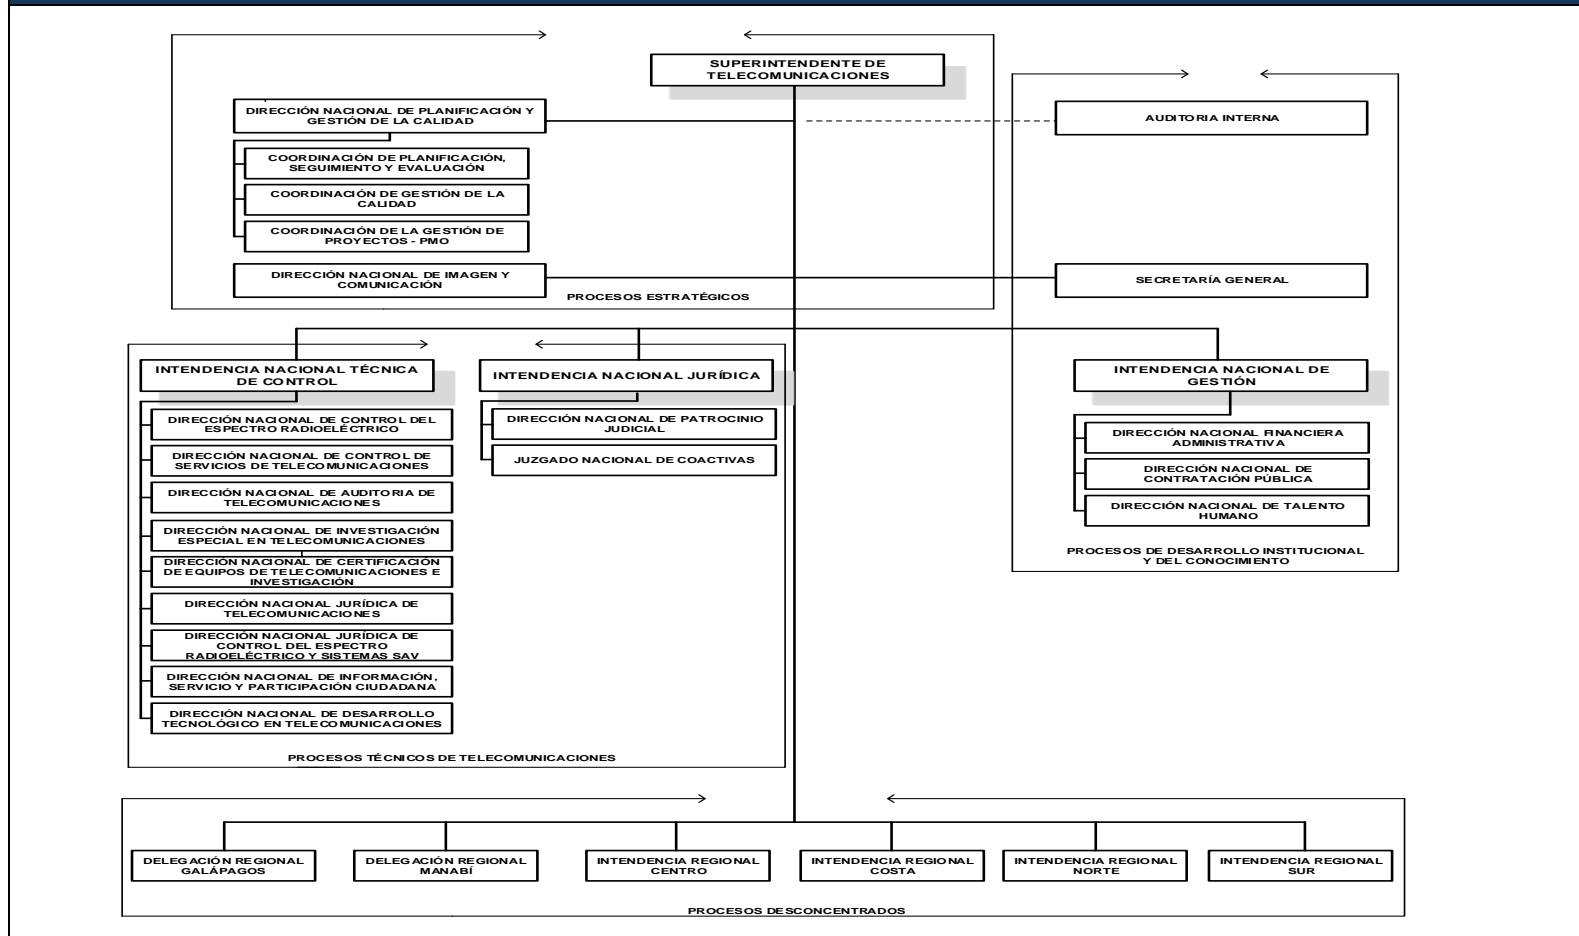 SUPERINTENDENTE DE
TELECOMUNICACIONES
DIRECCIÓN NACIONAL DE PLANIFICACIÓN Y
GESTIÓN DE LA CALIDAD
AUDITORIA INTERNA
COORDINACIÓN DE PLANIFICACIÓN,
SEGUIMIENTO Y EVALUACIÓN
COORDINACIÓN DE GESTIÓN DE LA
CALIDAD
COORDINACIÓN DE LA GESTIÓN DE
PROYECTOS - PMO
DIRECCIÓN NACIONAL DE IMAGEN Y
COMUNICACIÓN
SECRETARÍA GENERAL
PROCESOS ESTRATÉGICOS
INTENDENCIA NACIONAL TÉCNICA
DE CONTROL
DIRECCIÓN NACIONAL DE CONTROL DEL
ESPECTRO RADIOELÉCTRICO
DIRECCIÓN NACIONAL DE CONTROL DE
SERVICIOS DE TELECOMUNICACIONES
DIRECCIÓN NACIONAL DE AUDITORIA DE
TELECOMUNICACIONES
DIRECCIÓN NACIONAL DE INVESTIGACIÓN
ESPECIAL EN TELECOMUNICACIONES
DIRECCIÓN NACIONAL DE CERTIFICACIÓN
DE EQUIPOS DE TELECOMUNICACIONES E
INVESTIGACIÓN
DIRECCIÓN NACIONAL JURÍDICA DE
TELECOMUNICACIONES
DIRECCIÓN NACIONAL JURÍDICA DE
CONTROL DEL ESPECTRO
RADIOELÉCTRICO Y SISTEMAS SAV
DIRECCIÓN NACIONAL DE INFORMACIÓN,
SERVICIO Y PARTICIPACIÓN CIUDADANA
DIRECCIÓN NACIONAL DE DESARROLLO
TECNOLÓGICO EN TELECOMUNICACIONES
INTENDENCIA NACIONAL JURÍDICA
DIRECCIÓN NACIONAL DE PATROCINIO
JUDICIAL
JUZGADO NACIONAL DE COACTIVAS
PROCESOS TÉCNICOS DE TELECOMUNICACIONES
INTENDENCIA NACIONAL DE
GESTIÓN
DIRECCIÓN NACIONAL FINANCIERA
ADMINISTRATIVA
DIRECCIÓN NACIONAL DE
CONTRATACIÓN PÚBLICA
DIRECCIÓN NACIONAL DE TALENTO
HUMANO
PROCESOS DE DESARROLLO INSTITUCIONAL
Y DEL CONOCIMIENTO
DELEGACIÓN REGIONAL
GALÁPAGOS
DELEGACIÓN REGIONAL
MANABÍ
INTENDENCIA REGIONAL
CENTRO
INTENDENCIA REGIONAL
COSTA
INTENDENCIA REGIONAL
NORTE
INTENDENCIA REGIONAL
SUR
PROCESOS DESCONCENTRADOS